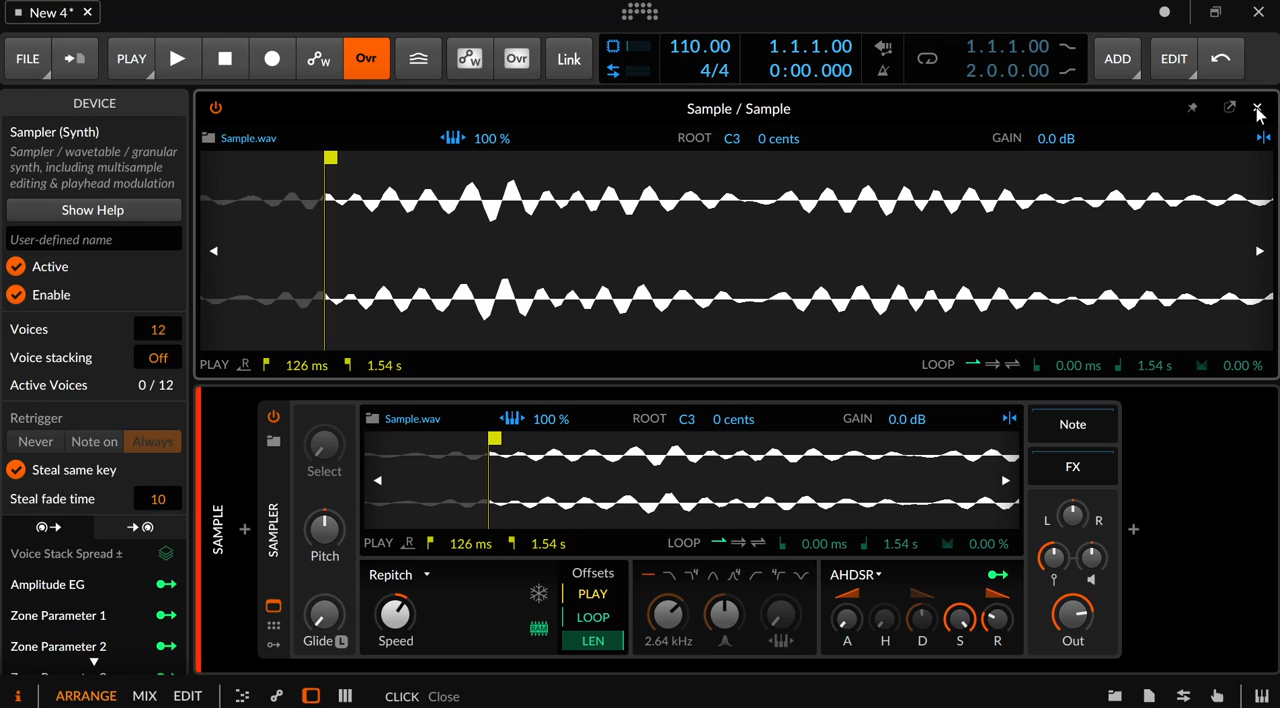 New 4*
FILE
PLAY
Ovr
Ovr
Link
110.00
4/4
1.1.1.00
0:00.000
1.1.1.00
2.0.0.00
ADD
EDIT
DEVICE
Sampler (Synth)
Sampler / wavetable / granular
synth, including multisample
editing & playhead modulation
Show Help
User-defined name
Active
Enable
Voices 12
Voice stacking Off
Active Voices 0 / 12
Retrigger
Never Note on Always
Steal same key
Steal fade time 10
Voice Stack Spread ±
Amplitude EG
Zone Parameter 1
Zone Parameter 2
Sample / Sample
Sample.wav 100 % ROOT C3 0 cents GAIN 0.0 dB
PLAY R 126 ms 1.54 s LOOP 0.00 ms 1.54 s 0.00 %
SAMPLE
SAMPLER
Select
Pitch
Glide L
Sample.wav 100 % ROOT C3 0 cents GAIN 0.0 dB
PLAY R 126 ms 1.54 s LOOP 0.00 ms 1.54 s 0.00 %
Repitch
Speed
RAM
Offsets
PLAY
LOOP
LEN
2.64 kHz
AHDSR
A H D S R
Note
FX
L R
Out
i ARRANGE MIX EDIT CLICK Close